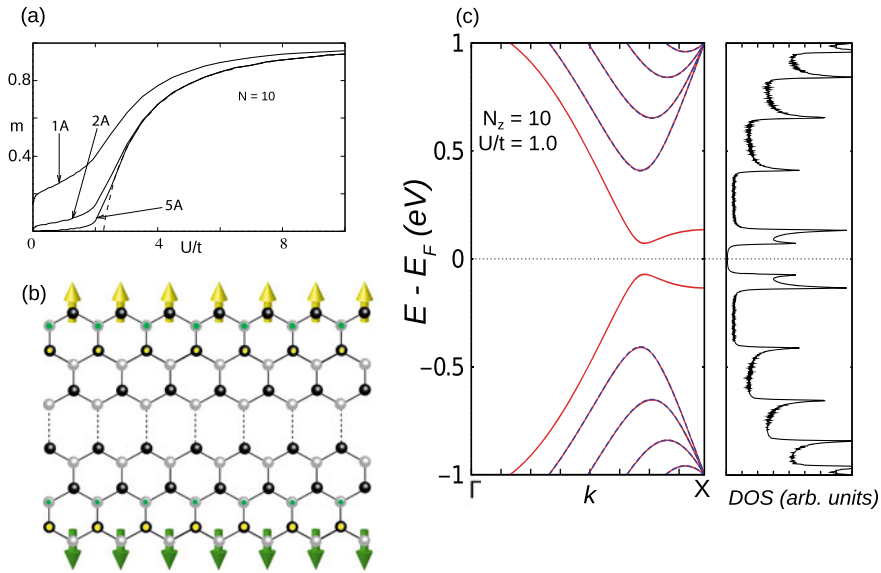 (a)
0.8
m
0.4
0
4
8
U/t
1A
2A
5A
N = 10
(b)
(c)
E - E_F (eV)
1
0.5
0
−0.5
−1
N_z = 10
U/t = 1.0
Γ
k
X
DOS (arb. units)